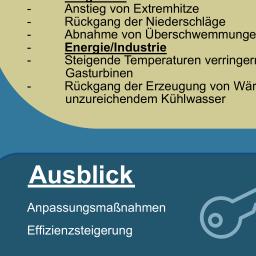 - Anstieg von Extremhitze
- Rückgang der Niederschläge
- Abnahme von Überschwemmunge
- Energie/Industrie
- Steigende Temperaturen verringern
Gasturbinen
- Rückgang der Erzeugung von Wär
unzureichendem Kühlwasser
Ausblick
Anpassungsmaßnahmen
Effizienzsteigerung